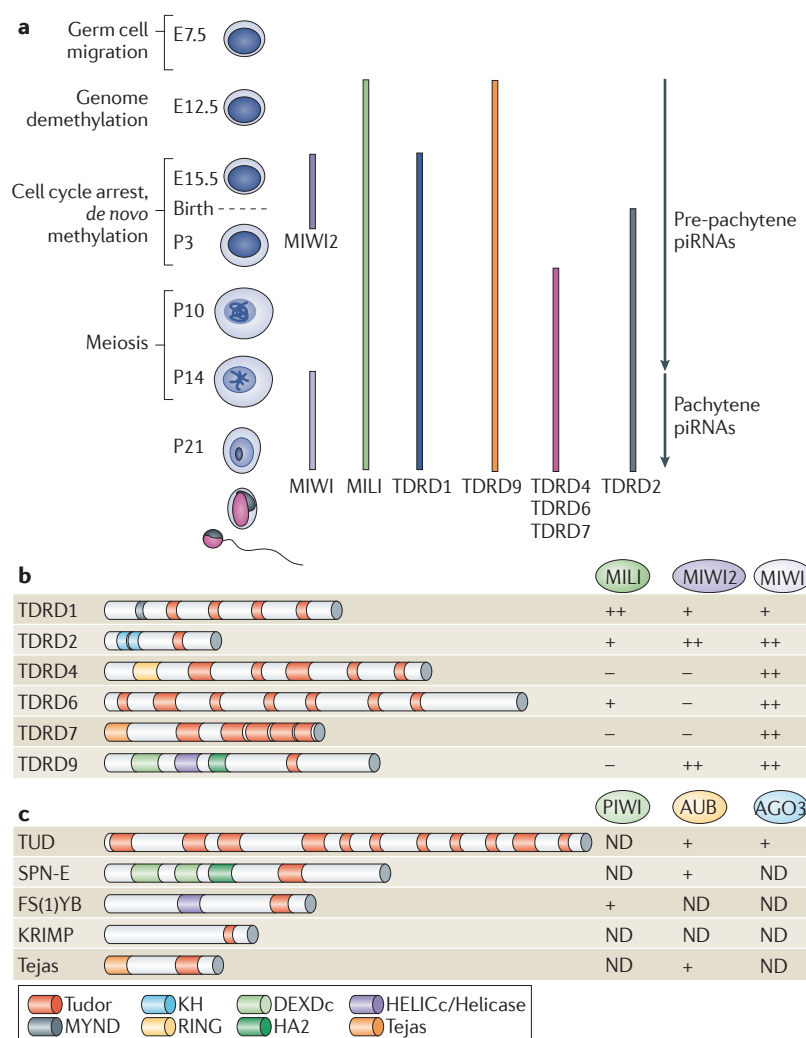 a
Germ cell
migration
E7.5
Genome
demethylation
E12.5
Cell cycle arrest,
de novo
methylation
E15.5
Birth
P3
MIWI2
Pre-pachytene
piRNAs
Meiosis
P10
P14
Pachytene
piRNAs
P21
MIWI MILI TDRD1 TDRD9 TDRD4 TDRD2
TDRD6
TDRD7
b MILI MIWI2 MIWI
TDRD1 ++ + +
TDRD2 + ++ ++
TDRD4 – – ++
TDRD6 + – ++
TDRD7 – – ++
TDRD9 – ++ ++
c PIWI AUB AGO3
TUD ND + +
SPN-E ND + ND
FS(1)YB + ND ND
KRIMP ND ND ND
Tejas ND + ND
Tudor KH DEXDc HELICc/Helicase
MYND RING HA2 Tejas